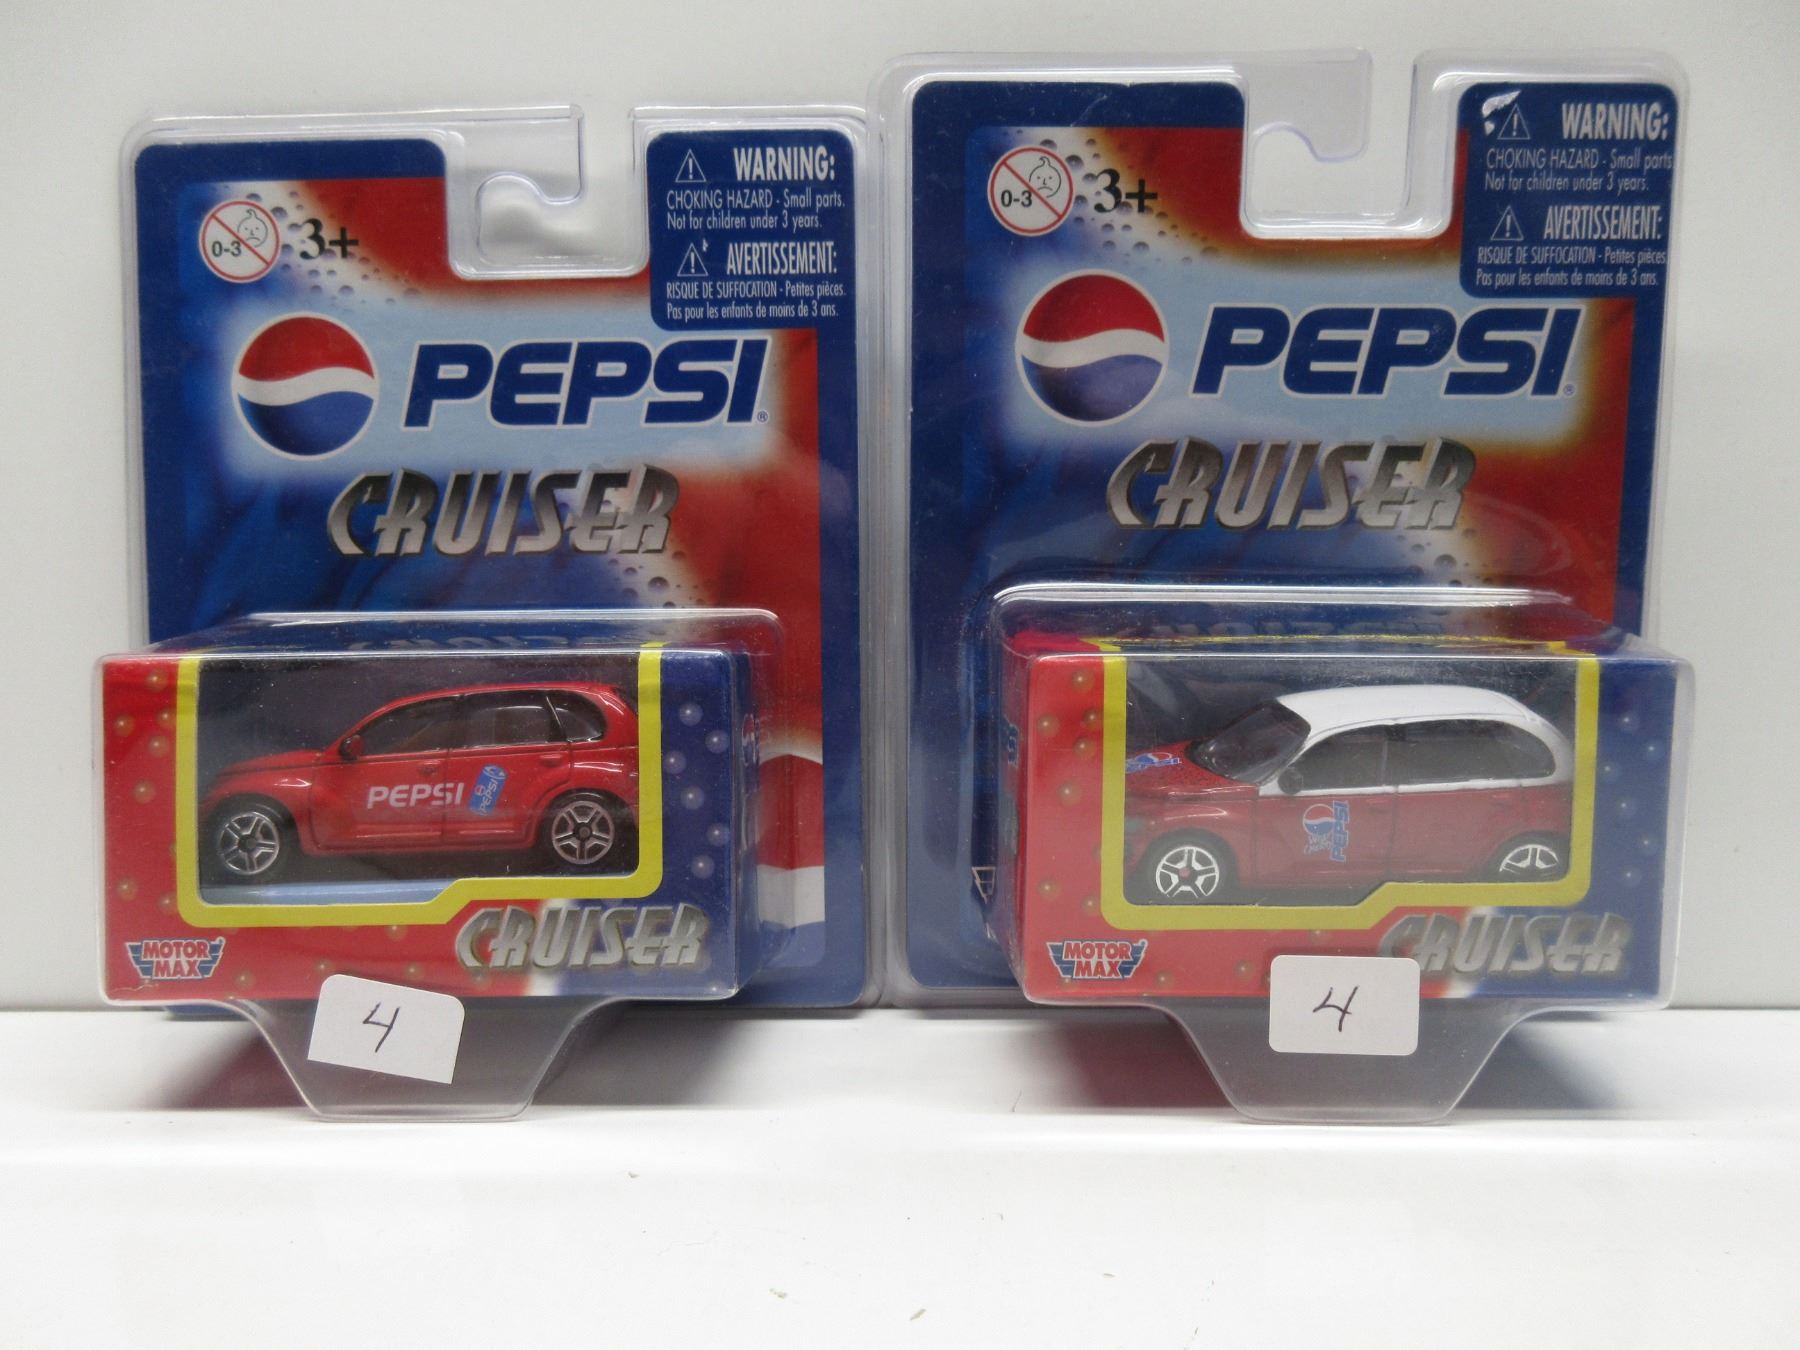 0-3
3+
WARNING:
CHOKING HAZARD - Small parts.
Not for children under 3 years.
AVERTISSEMENT:
RISQUE DE SUFFOCATION - Petites pièces.
Pas pour les enfants de moins de 3 ans.
PEPSI®
CRUISER
PEPSI
PEPSI
MOTOR
MAX
CRUISER
4
0-3
3+
WARNING:
CHOKING HAZARD - Small parts
Not for children under 3 years.
AVERTISSEMENT:
RISQUE DE SUFFOCATION - Petites pièces
Pas pour les enfants de moins de 3 ans.
PEPSI®
CRUISER
PEPSI
PEPSI
MOTOR
MAX
CRUISER
4